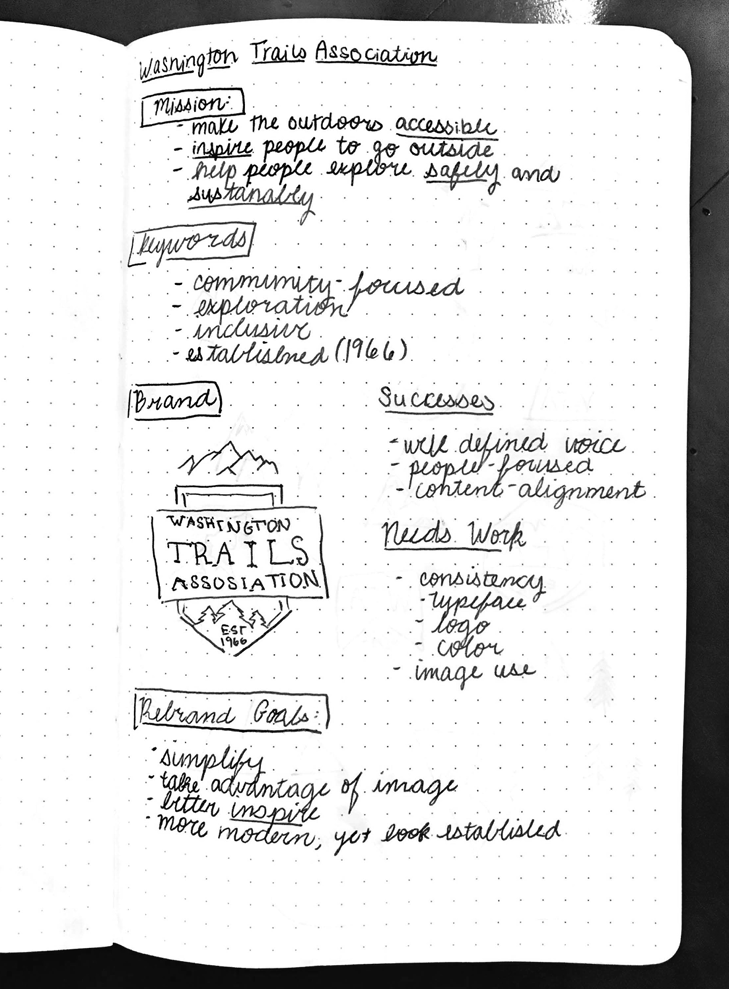 Washington Trails Association
Mission:
- make the outdoors accessible
- inspire people to go outside
- help people explore safely and
sustainably
Keywords
- community-focused
- exploration
- inclusive
- established (1966)
Brand
WASHINGTON
TRAILS
ASSOSIATION
EST
1966
Successes
- well defined voice
- people-focused
- content-alignment
Needs Work
- consistency
- typeface
- logo
- color
- image use
Rebrand Goals:
- simplify
- take advantage of image
- better inspire
- more modern, yet look established